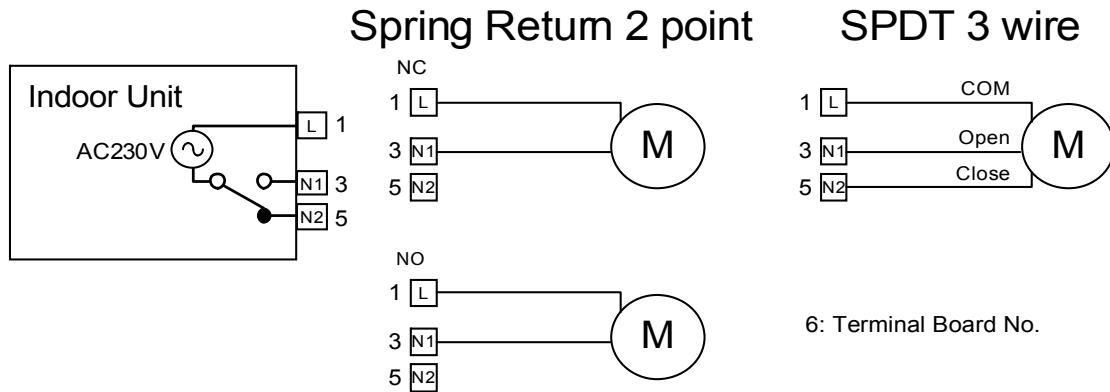 Spring Return 2 point
SPDT 3 wire
Indoor Unit
AC230V
L 1
N1 3
N2 5
NC
1 L
3 N1
5 N2
M
NO
1 L
3 N1
5 N2
M
1 L
3 N1
5 N2
COM
Open
Close
M
6: Terminal Board No.